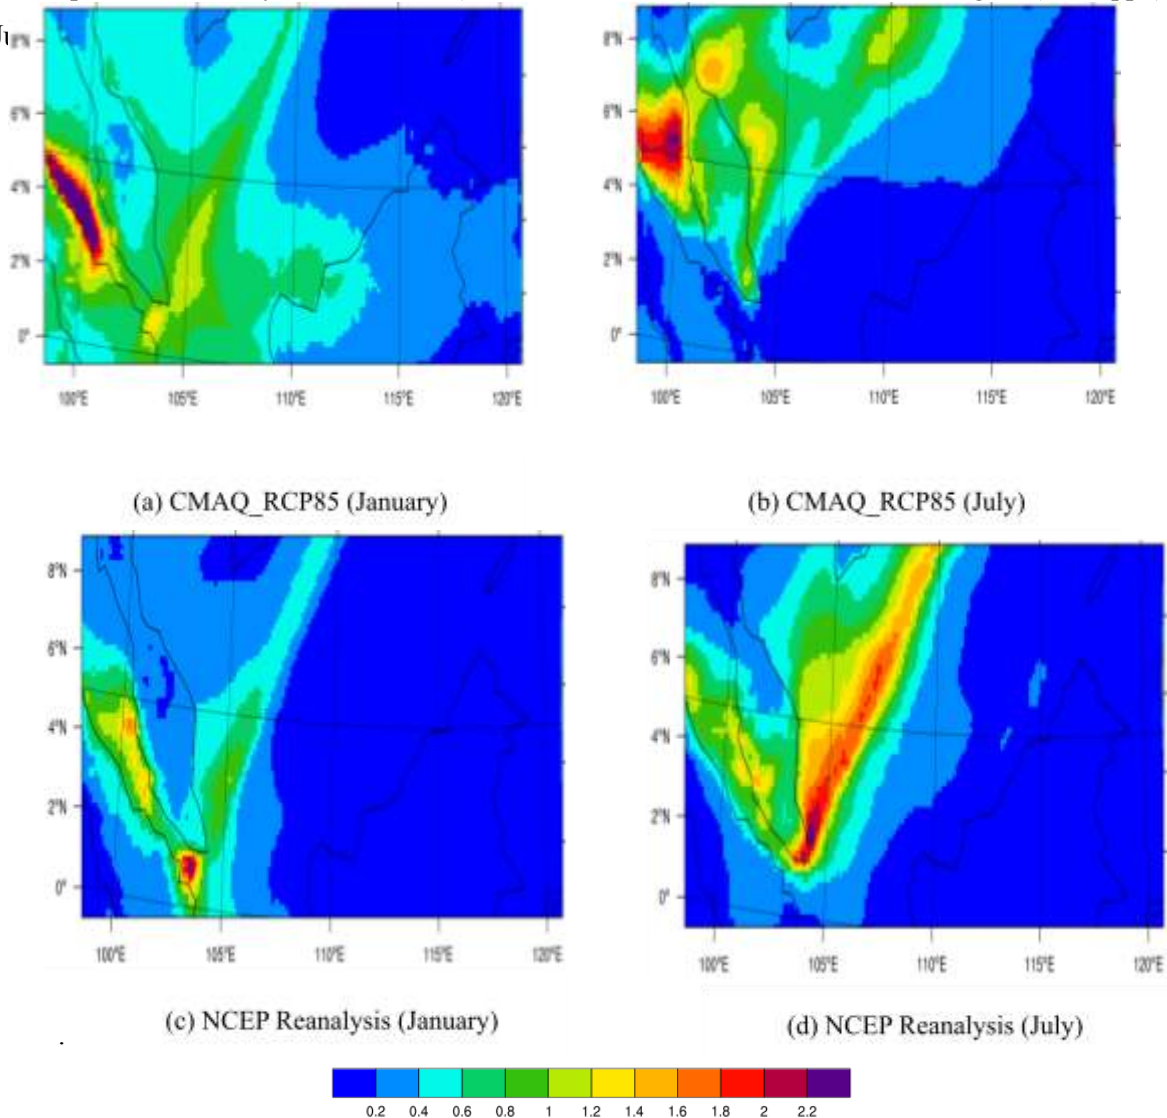 8°N
6°N
4°N
2°N
0°
100°E 105°E 110°E 115°E 120°E
8°N
6°N
4°N
2°N
0°
100°E 105°E 110°E 115°E 120°E
(a) CMAQ_RCP85 (January)
(b) CMAQ_RCP85 (July)
8°N
6°N
4°N
2°N
0°
100°E 105°E 110°E 115°E 120°E
8°N
6°N
4°N
2°N
0°
100°E 105°E 110°E 115°E 120°E
(c) NCEP Reanalysis (January)
(d) NCEP Reanalysis (July)
0.2 0.4 0.6 0.8 1 1.2 1.4 1.6 1.8 2 2.2